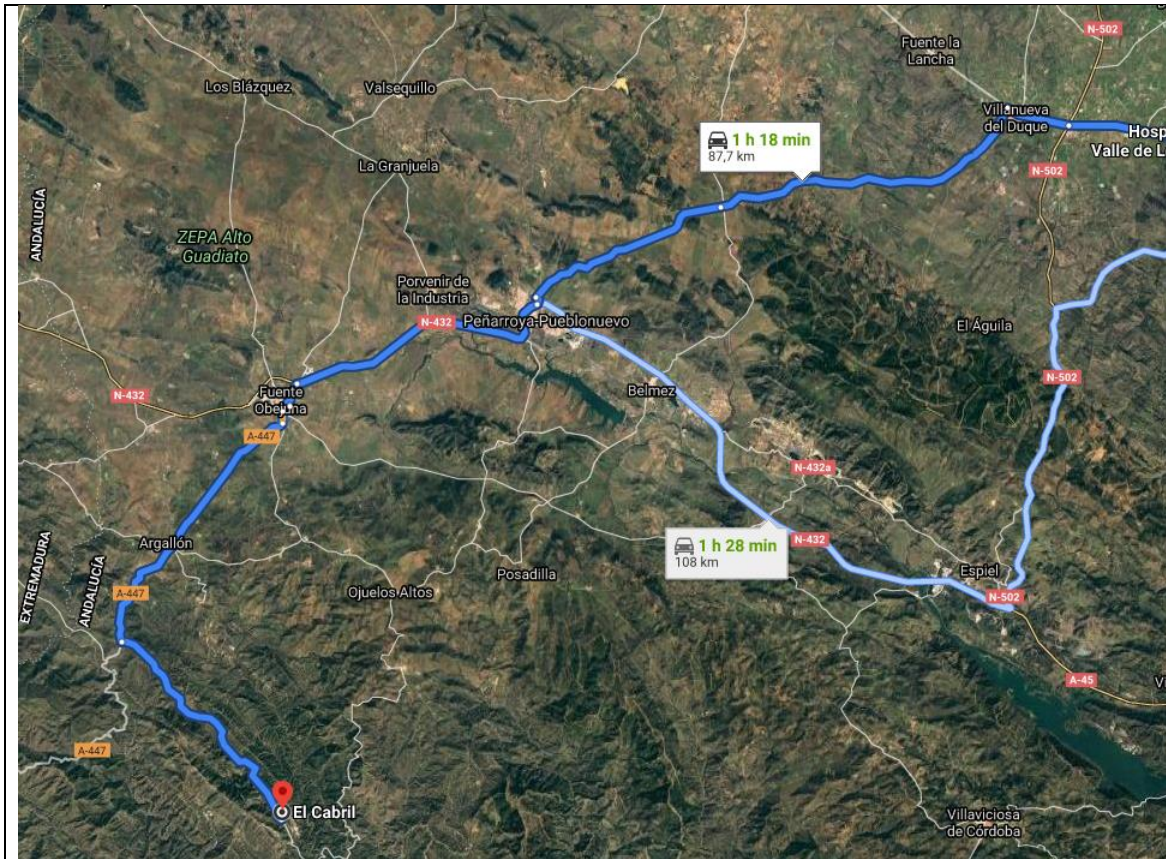 N-502
Fuente la
Lancha
Los Blázquez
Valsequillo
Villanueva
del Duque
1 h 18 min
87,7 km
Hosp
Valle de L
La Granjuela
N-502
ANDALUCÍA
ZEPA Alto
Guadiato
Porvenir de
la Industria
N-432
Peñarroya-Pueblonuevo
El Águila
N-432
Fuente
Obejuna
Belmez
N-502
A-447
N-432a
Argallón
1 h 28 min
108 km
N-432
EXTREMADURA
ANDALUCÍA
A-447
Posadilla
Ojuelos Altos
Espiel
N-502
A-45
Vi
A-447
El Cabril
Villaviciosa
de Córdoba